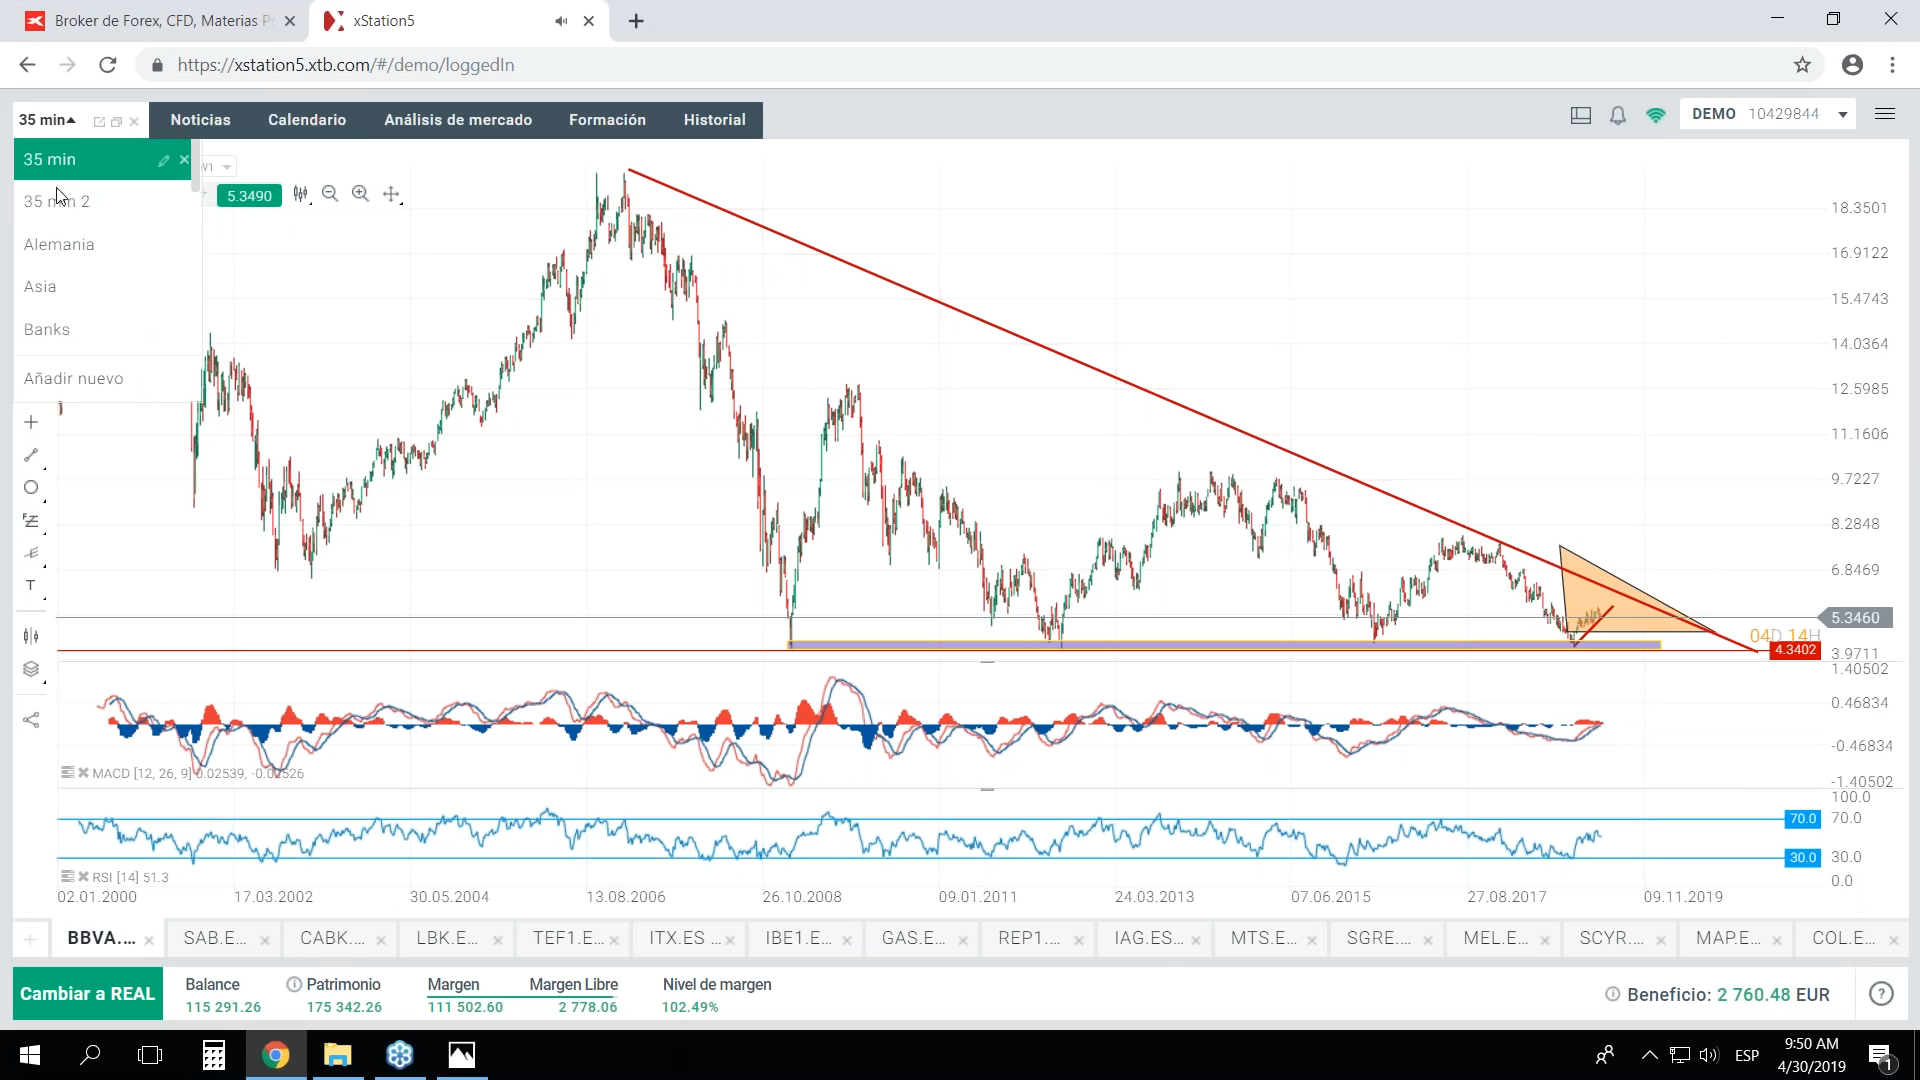 Broker de Forex, CFD, Materias P
xStation5
https://xstation5.xtb.com/#/demo/loggedIn
35 min
Noticias
Calendario
Análisis de mercado
Formación
Historial
DEMO 10429844
35 min
W1
5.3490
35 min 2
Alemania
Asia
Banks
Añadir nuevo
T
18.3501
16.9122
15.4743
14.0364
12.5985
11.1606
9.7227
8.2848
6.8469
5.3460
04D 14H
4.3402
3.9711
1.40502
0.46834
-0.46834
-1.40502
MACD [12, 26, 9] 0.02539, -0.02526
100.0
70.0 70.0
30.0 30.0
0.0
RSI [14] 51.3
02.01.2000
17.03.2002
30.05.2004
13.08.2006
26.10.2008
09.01.2011
24.03.2013
07.06.2015
27.08.2017
09.11.2019
BBVA....
SAB.E...
CABK....
LBK.E...
TEF1.E...
ITX.ES ...
IBE1.E...
GAS.E...
REP1....
IAG.ES...
MTS.E...
SGRE....
MEL.E...
SCYR....
MAP.E...
COL.E...
Cambiar a REAL
Balance
Patrimonio
Margen
Margen Libre
Nivel de margen
115 291.26
175 342.26
111 502.60
2 778.06
102.49%
Beneficio: 2 760.48 EUR
?
ESP
9:50 AM
4/30/2019
1